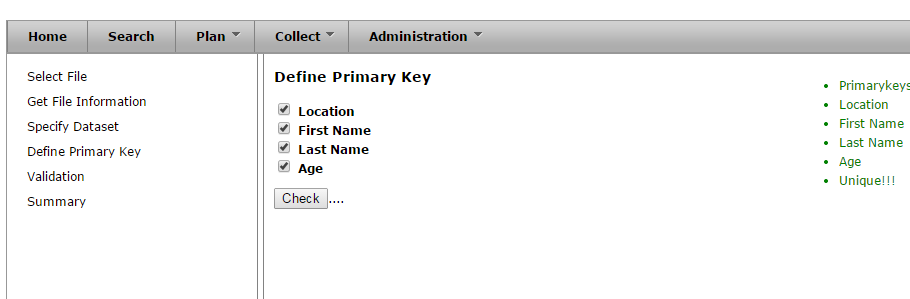 Home Search Plan Collect Administration
Select File
Get File Information
Specify Dataset
Define Primary Key
Validation
Summary
Define Primary Key
Location
First Name
Last Name
Age
Check....
Primarykeys
Location
First Name
Last Name
Age
Unique!!!